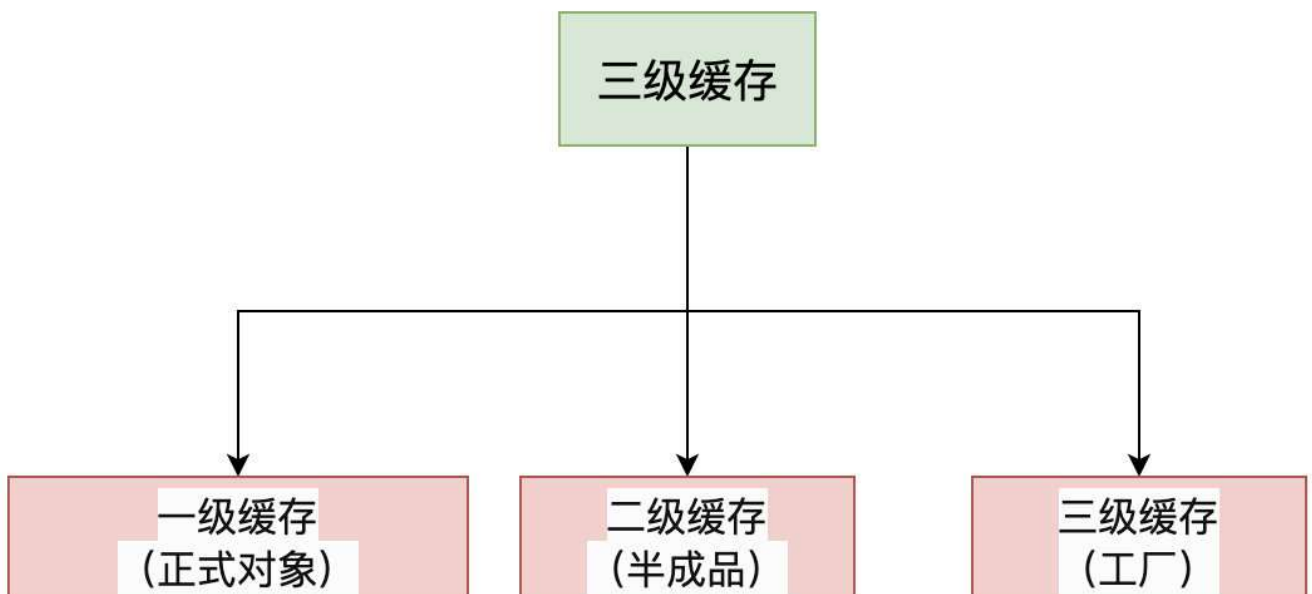 三级缓存
一级缓存
（正式对象）
二级缓存
（半成品）
三级缓存
（工厂）